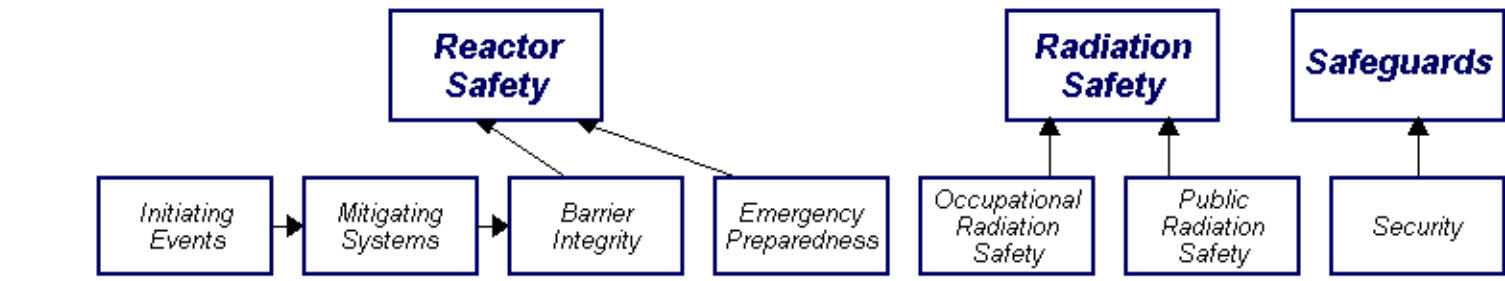 Reactor
Safety
Radiation
Safety
Safeguards
Initiating
Events
Mitigating
Systems
Barrier
Integrity
Emergency
Preparedness
Occupational
Radiation
Safety
Public
Radiation
Safety
Security